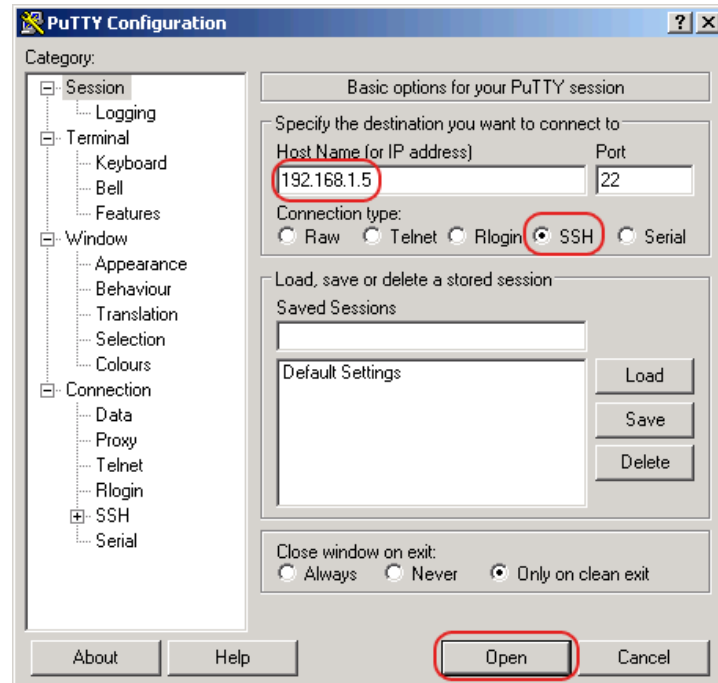 PuTTY Configuration
Category:
Session
Logging
Terminal
Keyboard
Bell
Features
Window
Appearance
Behaviour
Translation
Selection
Colours
Connection
Data
Proxy
Telnet
Rlogin
SSH
Serial
Basic options for your PuTTY session
Specify the destination you want to connect to
Host Name (or IP address) Port
192.168.1.5 22
Connection type:
Raw Telnet Rlogin SSH Serial
Load, save or delete a stored session
Saved Sessions
Default Settings
Load
Save
Delete
Close window on exit:
Always Never Only on clean exit
About Help Open Cancel